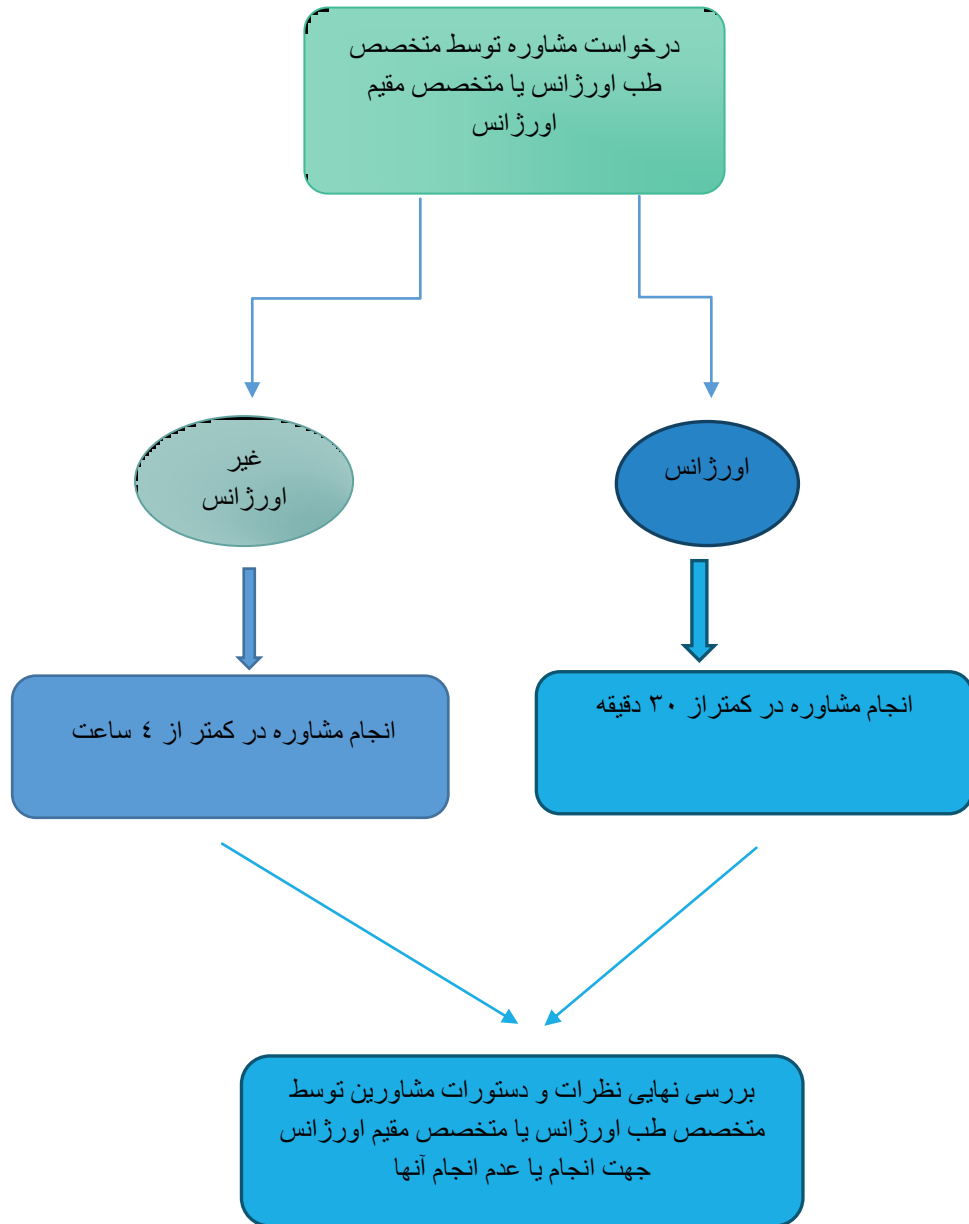 درخواست مشاوره توسط متخصص
طب اورژانس یا متخصص مقیم
اورژانس
اورژانس
غیر
اورژانس
انجام مشاوره در کمتراز ۳۰ دقیقه
انجام مشاوره در کمتر از ٤ ساعت
بررسی نهایی نظرات و دستورات مشاورین توسط
متخصص طب اورژانس یا متخصص مقیم اورژانس
جهت انجام یا عدم انجام آنها